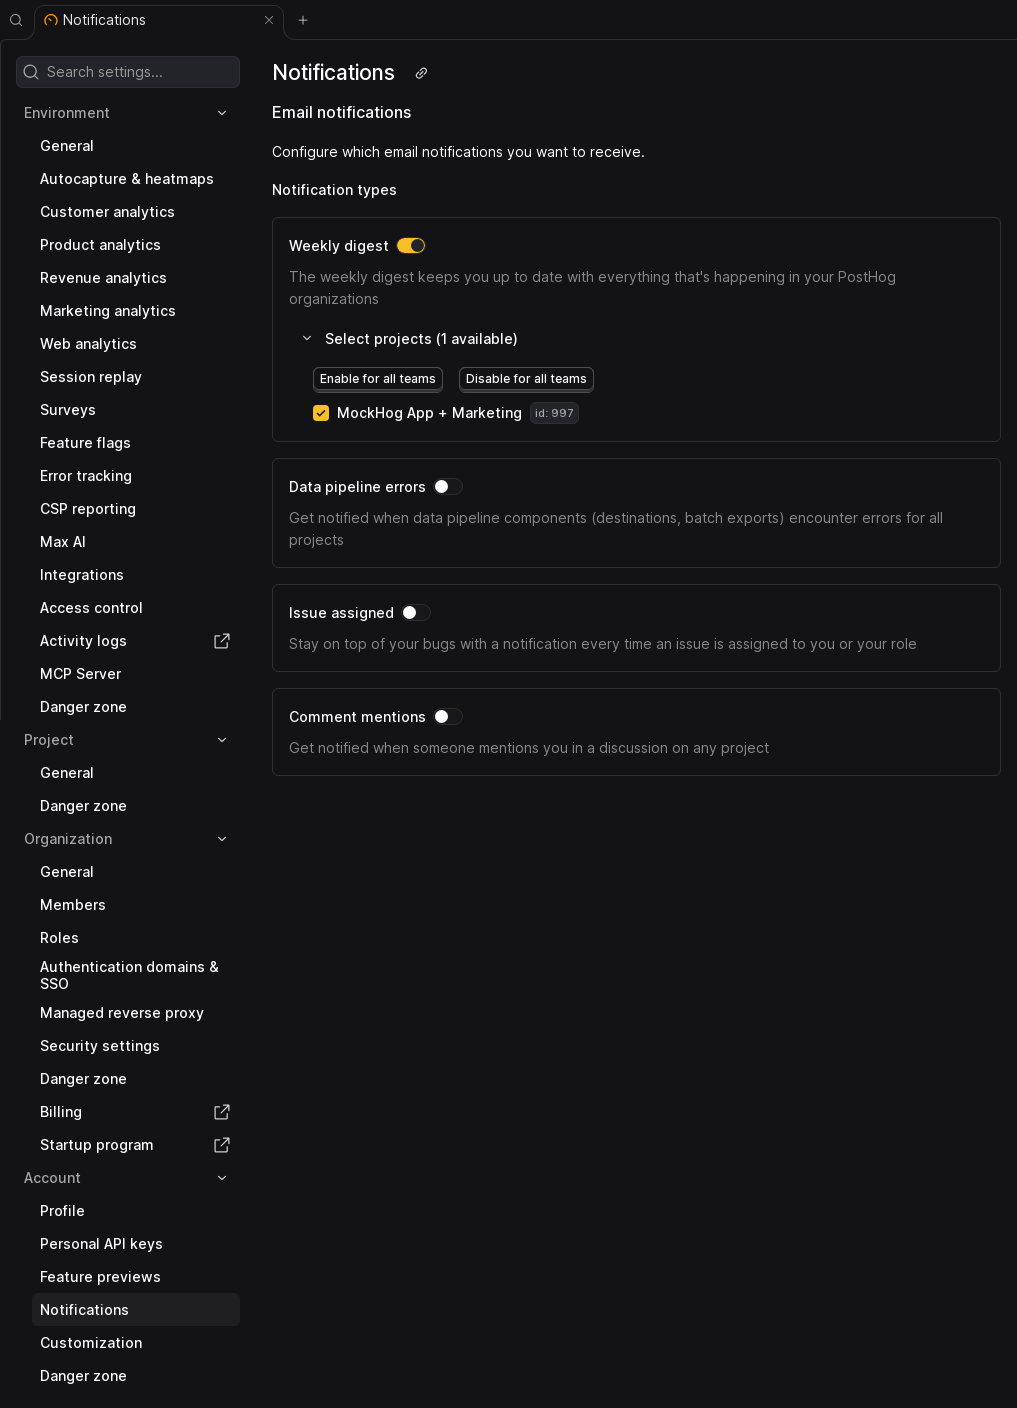 Notifications
Search settings...
Environment
General
Autocapture & heatmaps
Customer analytics
Product analytics
Revenue analytics
Marketing analytics
Web analytics
Session replay
Surveys
Feature flags
Error tracking
CSP reporting
Max AI
Integrations
Access control
Activity logs
MCP Server
Danger zone
Project
General
Danger zone
Organization
General
Members
Roles
Authentication domains &
SSO
Managed reverse proxy
Security settings
Danger zone
Billing
Startup program
Account
Profile
Personal API keys
Feature previews
Notifications
Customization
Danger zone
Notifications
Email notifications
Configure which email notifications you want to receive.
Notification types
Weekly digest
The weekly digest keeps you up to date with everything that's happening in your PostHog
organizations
Select projects (1 available)
Enable for all teams Disable for all teams
MockHog App + Marketing id: 997
Data pipeline errors
Get notified when data pipeline components (destinations, batch exports) encounter errors for all
projects
Issue assigned
Stay on top of your bugs with a notification every time an issue is assigned to you or your role
Comment mentions
Get notified when someone mentions you in a discussion on any project